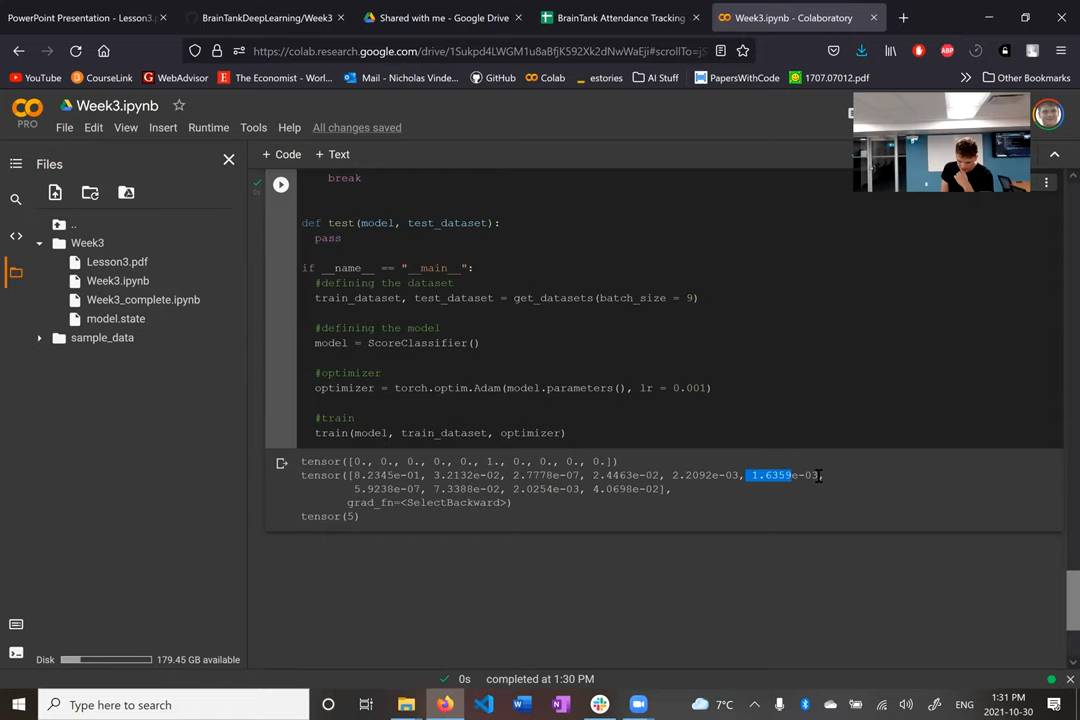 PowerPoint Presentation - Lesson3.
BrainTankDeepLearning/Week3
Shared with me - Google Drive
BrainTank Attendance Tracking
Week3.ipynb - Colaboratory
https://colab.research.google.com/drive/1Sukpd4LWGM1u8aBfjK592Xk2dNwWaEji#scrollTo=jS
YouTube CourseLink WebAdvisor The Economist - Worl... Mail - Nicholas Vinde... GitHub Colab _estories AI Stuff PapersWithCode 1707.07012.pdf Other Bookmarks
CO PRO Week3.ipynb
File Edit View Insert Runtime Tools Help All changes saved
+ Code + Text
Files
..
Week3
Lesson3.pdf
Week3.ipynb
Week3_complete.ipynb
model.state
sample_data
Disk 179.45 GB available
0s
break
def test(model, test_dataset):
pass
if __name__ == "__main__":
#defining the dataset
train_dataset, test_dataset = get_datasets(batch_size = 9)
#defining the model
model = ScoreClassifier()
#optimizer
optimizer = torch.optim.Adam(model.parameters(), lr = 0.001)
#train
train(model, train_dataset, optimizer)
tensor([0., 0., 0., 0., 0., 1., 0., 0., 0., 0.])
tensor([8.2345e-01, 3.2132e-02, 2.7778e-07, 2.4463e-02, 2.2092e-03, 1.6359e-03,
5.9238e-07, 7.3388e-02, 2.0254e-03, 4.0698e-02],
grad_fn=<SelectBackward>)
tensor(5)
0s completed at 1:30 PM
Type here to search
7°C
ENG
1:31 PM
2021-10-30